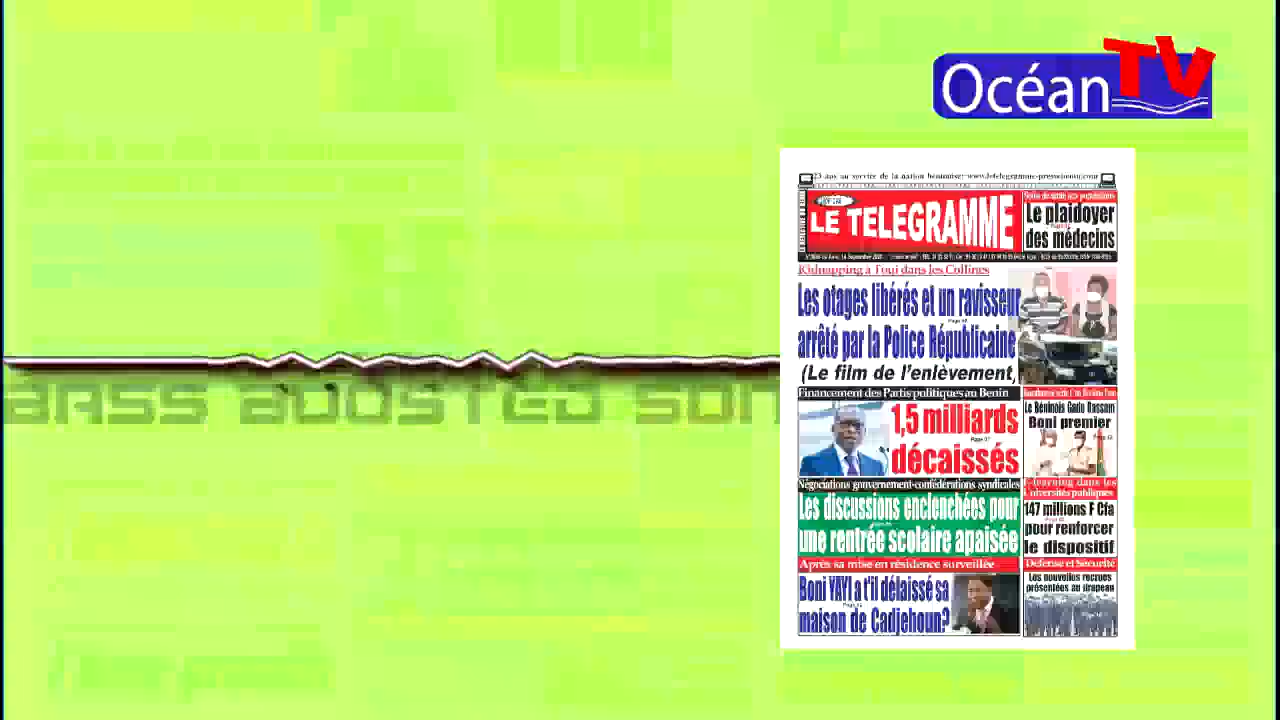 Océan TV
BASS BOOSTED SON
23 ans au service de la nation béninoise:
LE TELEGRAMME
Le plaidoyer
des médecins
Kidnapping à Toui dans les Collines
Les otages libérés et un ravisseur
arrêté par la Police Républicaine
(Le film de l'enlèvement,
Financement des Partis politiques au Benin
1,5 milliards
décaissés
Le Béninois
Boni premier
Négociations gouvernement-confédérations syndicales
Les discussions enclenchées pour
une rentrée scolaire apaisée
E-learning dans les
Universités publiques
147 millions F Cfa
pour renforcer
le dispositif
Après sa mise en résidence surveillée
Boni YAYI a t'il délaissé sa
maison de Cadjehoun?
Défense et Sécurité
Les nouvelles recrues
présentées au drapeau